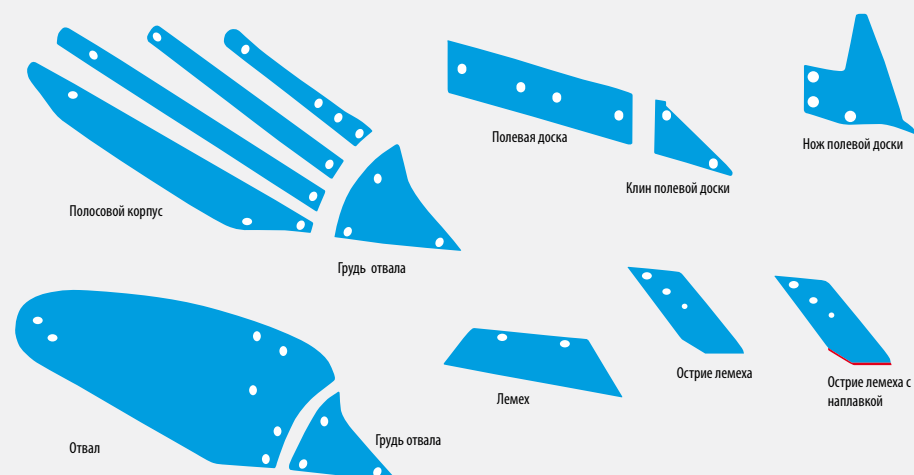 Полевая доска
Нож полевой доски
Клин полевой доски
Полосовой корпус
Грудь отвала
Острие лемеха
Острие лемеха с
наплавкой
Лемех
Грудь отвала
Отвал